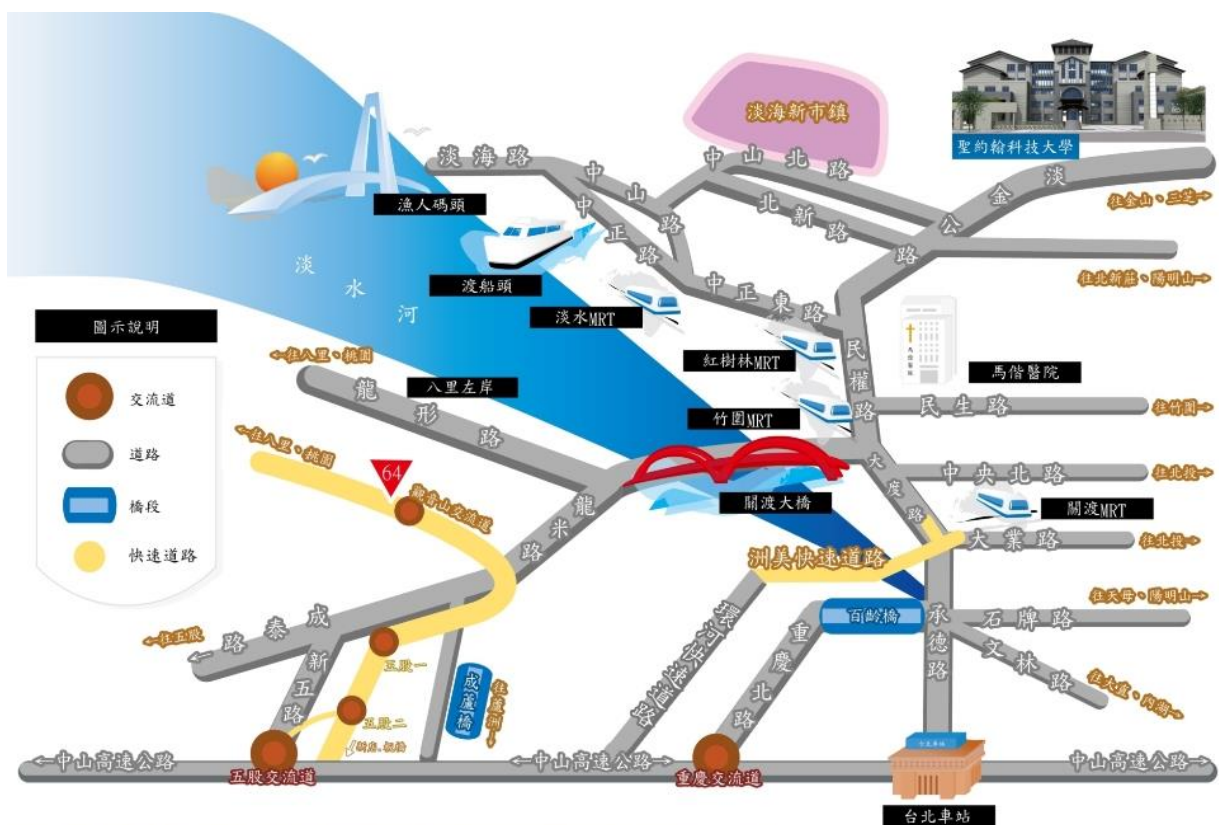 淡海新市鎮
聖約翰科技大學
淡海路
中山路
中山北路
淡金公路
往金山、三芝→
漁人碼頭
中正路
北新路
往北新莊、陽明山→
淡水河
渡船頭
淡水MRT
中正東路
圖示說明
交流道
道路
橋段
快速道路
←往八里、桃園
龍形路
八里左岸
紅樹林MRT
民權路
馬偕醫院
馬偕醫院
竹圍MRT
民生路
往竹圍→
←往八里、桃園
64
觀音山交流道
龍米路
關渡大橋
大度路
中央北路
往北投→
關渡MRT
大業路
往北投→
洲美快速道路
往天母、陽明山→
←往五股
成泰路
新五路
五股一
五股二
成蘆橋
往蘆洲→
環河快速道路
重慶北路
百齡橋
承德路
石牌路
文林路
往大直、內湖→
台北車站
←中山高速公路
五股交流道
←中山高速公路→
重慶交流道
中山高速公路→
台北車站